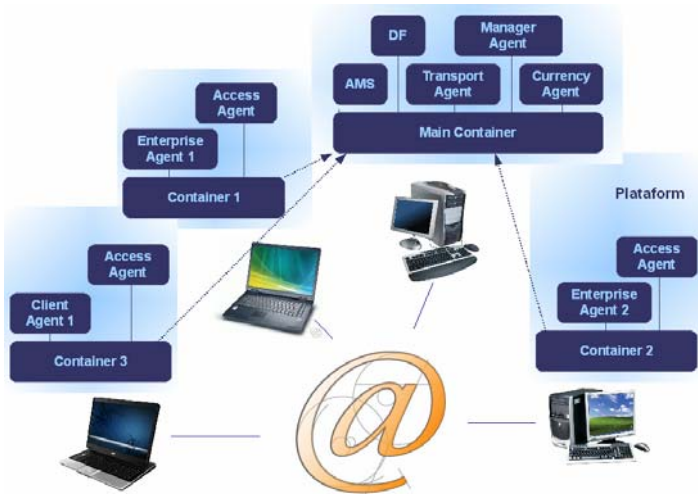 DF
Manager
Agent
AMS
Transport
Agent
Currency
Agent
Main Container
Access
Agent
Enterprise
Agent 1
Container 1
Plataform
Access
Agent
Client
Agent 1
Container 3
Access
Agent
Enterprise
Agent 2
Container 2
@